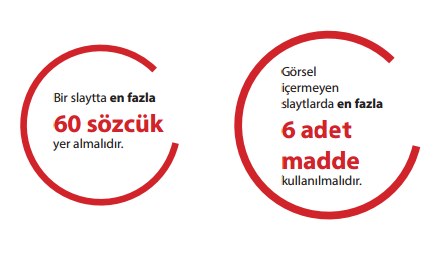 Bir slaytta en fazla
60 sözcük
yer almalıdır.
Görsel
içermeyen
slaytlarda en fazla
6 adet
madde
kullanılmalıdır.